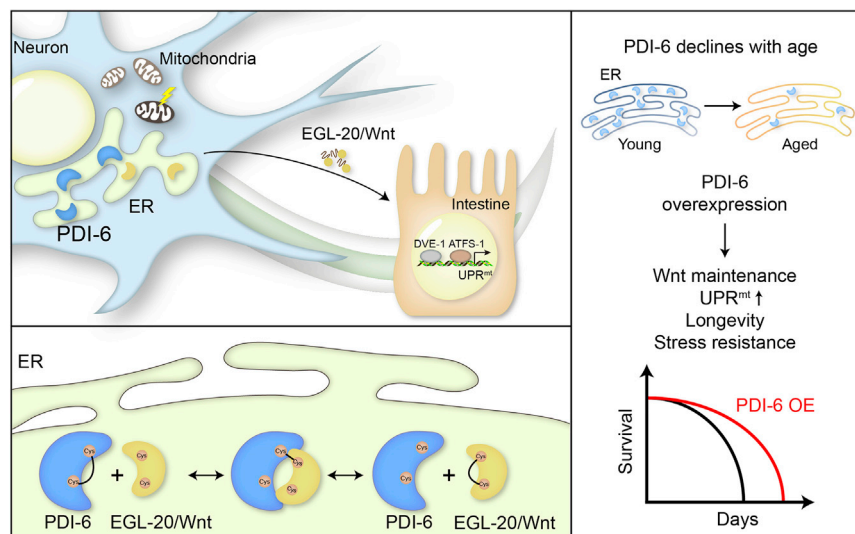 Neuron
Mitochondria
EGL-20/Wnt
ER
PDI-6
Intestine
DVE-1 ATFS-1
UPRmt
ER
Cys
Cys
+
Cys
Cys
PDI-6
EGL-20/Wnt
Cys
Cys
Cys
Cys
Cys
Cys
+
Cys
Cys
PDI-6
EGL-20/Wnt
PDI-6 declines with age
ER
Young
Aged
PDI-6
overexpression
Wnt maintenance
UPRmt ↑
Longevity
Stress resistance
PDI-6 OE
Survival
Days